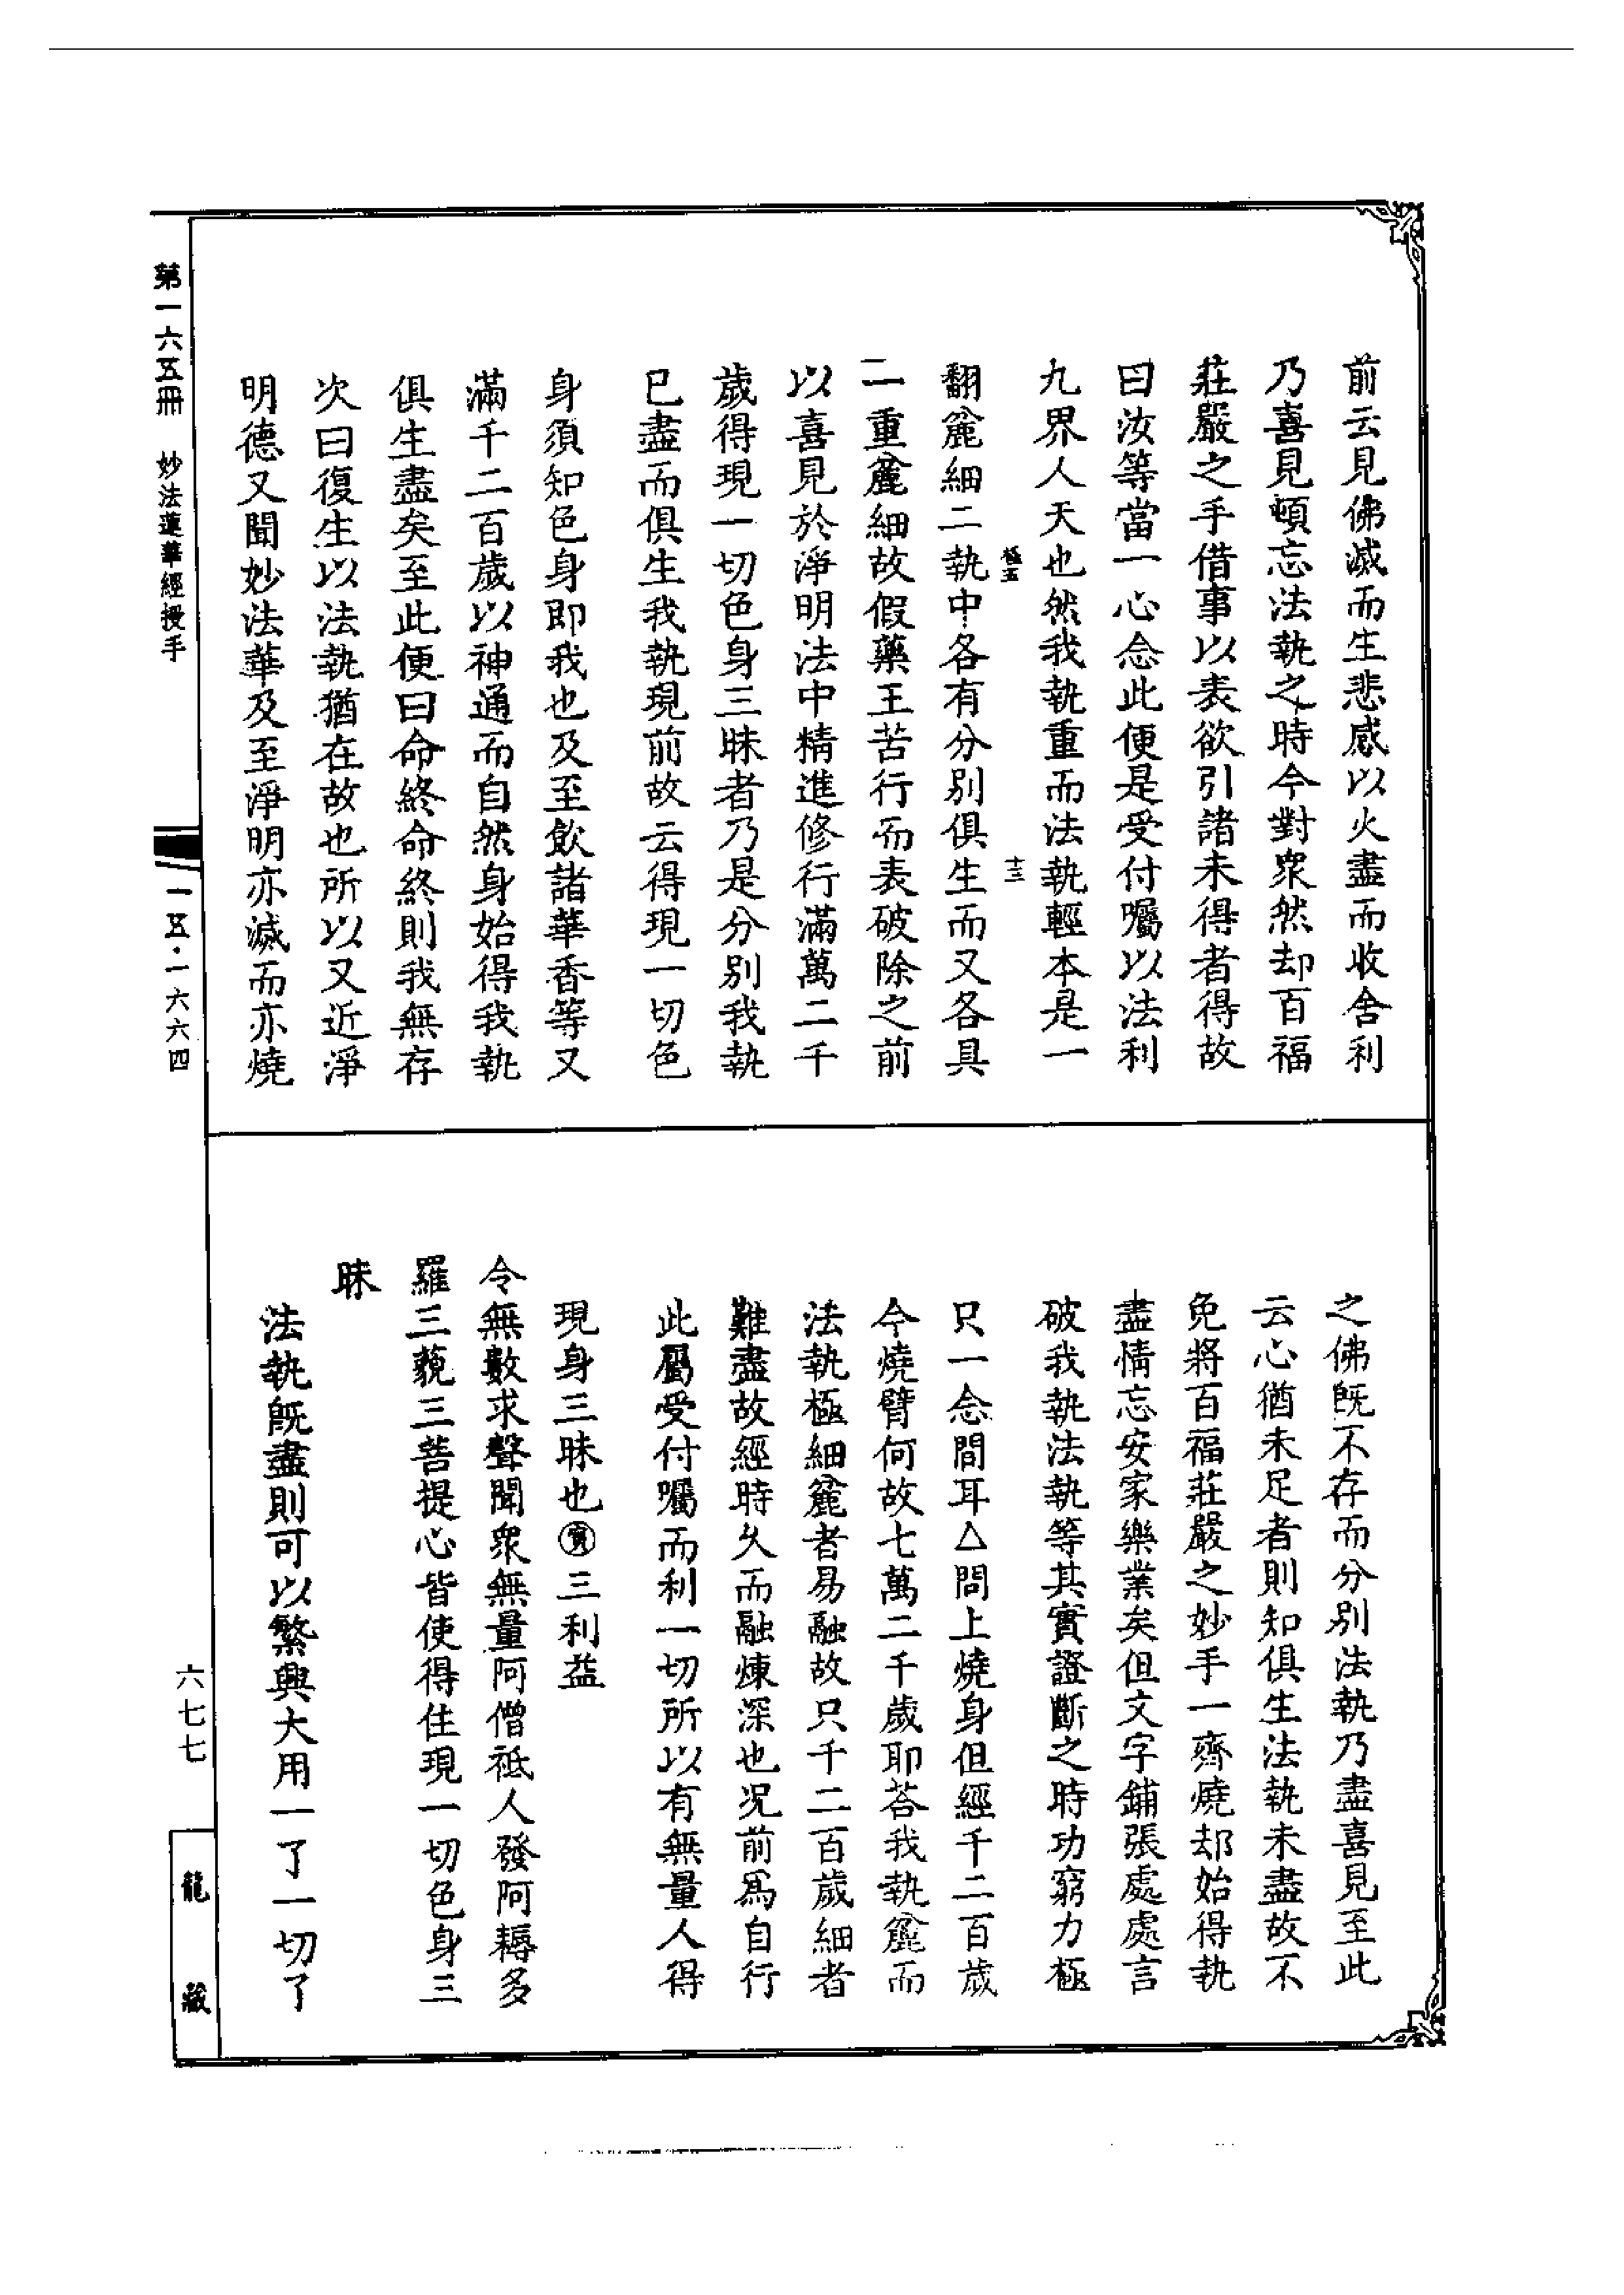 前云見佛滅而生悲感以火盡而收舍利
乃喜見頓忘法執之時今對衆然却百福
莊嚴之手借事以表欲引諸未得者得故
曰汝等當一心念此便是受付囑以法利
九界人天也然我執重而法執輕本是一
十三
翻麄細二執中各有分別俱生而又各具
二重麄細故假藥王苦行而表破除之前
以喜見於淨明法中精進修行滿萬二千
歲得現一切色身三昧者乃是分別我執
已盡而俱生我執現前故云得現一切色
身須知色身即我也及至飲諸華香等又
滿千二百歲以神通而自然身始得我執
俱生盡矣至此便曰命終命終則我無存
次曰復生以法執猶在故也所以又近淨
明德又聞妙法華及至淨明亦滅而亦燒
之佛旣不存而分別法執乃盡喜見至此
云心猶未足者則知俱生法執未盡故不
免將百福莊嚴之妙手一齊燒却始得執
盡情忘安家樂業矣但文字鋪張處處言
破我執法執等其實證斷之時功窮力極
只一念間耳△問上燒身但經千二百歲
今燒臂何故七萬二千歲耶荅我執麄而
法執極細麄者易融故只千二百歲細者
難盡故經時久而融煉深也况前爲自行
此屬受付囑而利一切所以有無量人得
現身三昧也㊣三利益
令無數求聲聞衆無量阿僧祇人發阿耨多
羅三藐三菩提心皆使得住現一切色身三
昧
法執旣盡則可以繁興大用一了一切了
第一六五冊 妙法蓮華經授手
一五·一六六四
六七七
龍藏